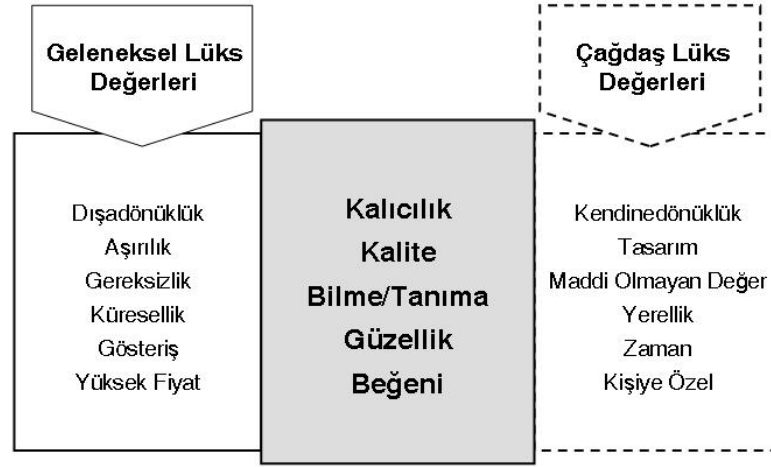 Geleneksel Lüks
Değerleri
Dışadönüklük
Aşırılık
Gereksizlik
Küresellik
Gösteriş
Yüksek Fiyat
Kalıcılık
Kalite
Bilme/Tanıma
Güzellik
Beğeni
Çağdaş Lüks
Değerleri
Kendinedönüklük
Tasarım
Maddi Olmayan Değer
Yerellik
Zaman
Kişiye Özel